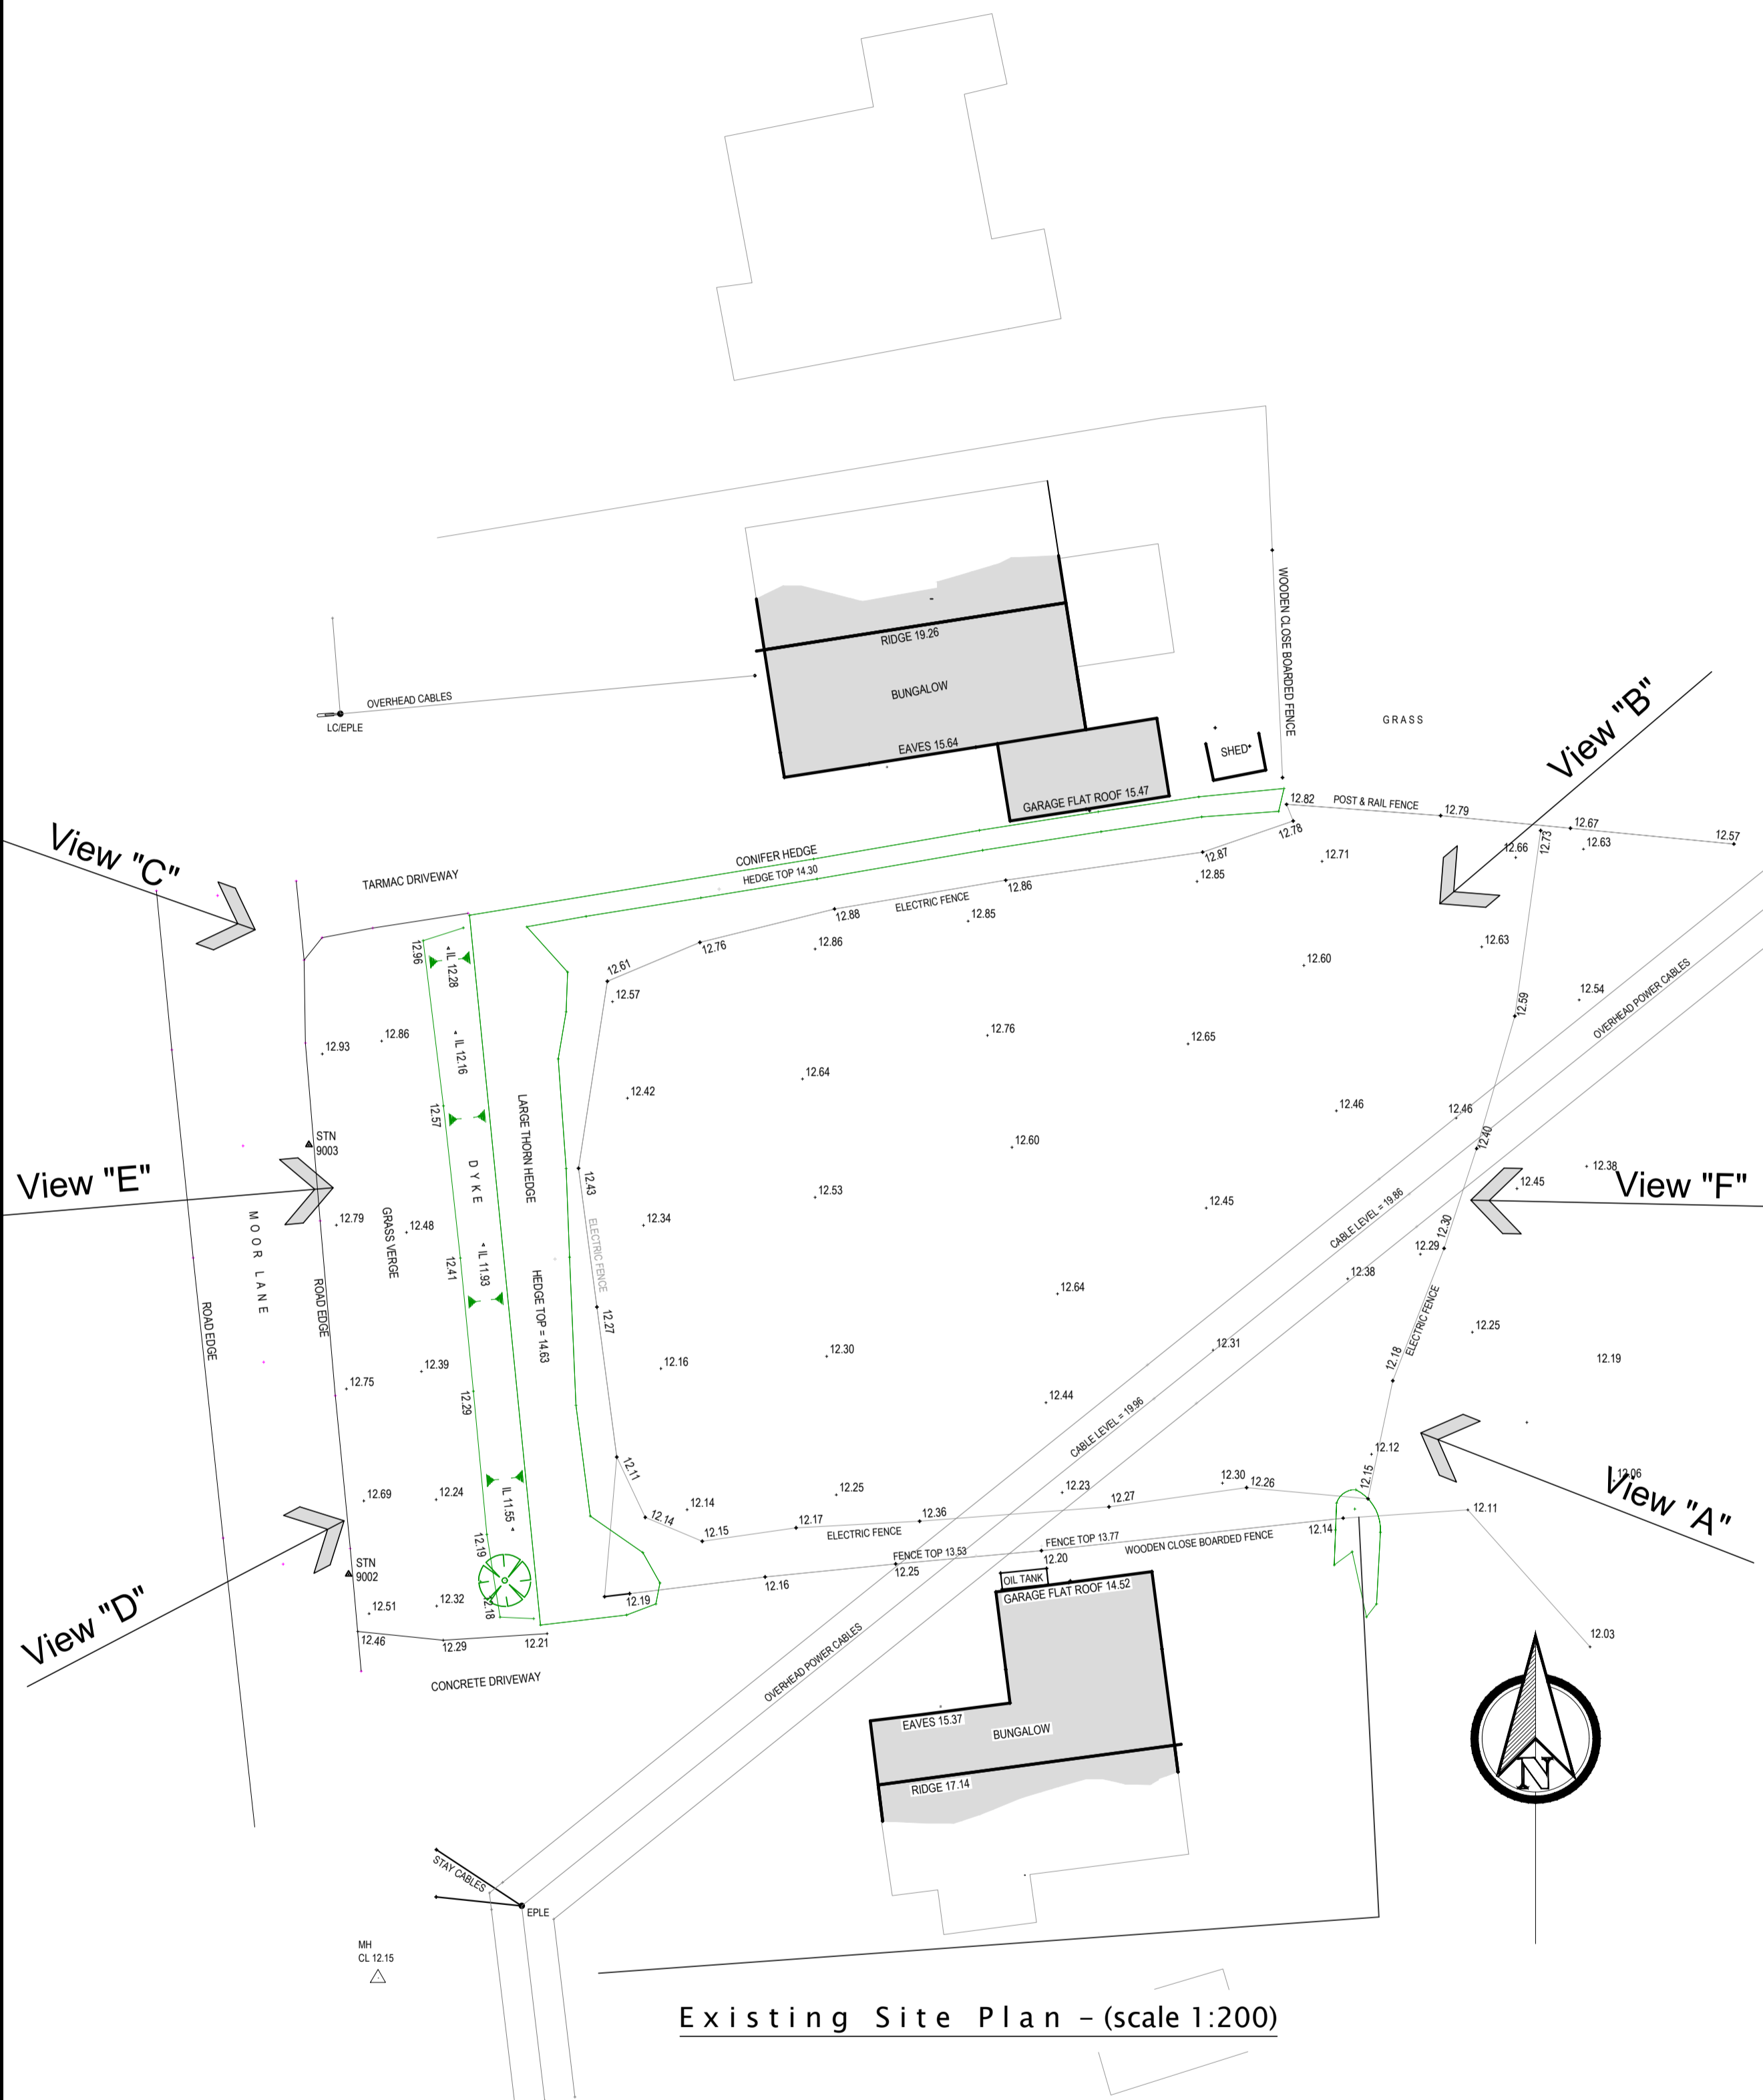 RIDGE 19.26
BUNGALOW
EAVES 15.64
GARAGE FLAT ROOF 15.47
SHED
WOODEN CLOSE BOARDED FENCE
OVERHEAD CABLES
LC/EPLE
GRASS
View "B"
View "C"
TARMAC DRIVEWAY
CONIFER HEDGE
HEDGE TOP 14.30
ELECTRIC FENCE
12.82
POST & RAIL FENCE
12.79
12.67
12.57
12.78
12.73
12.66
12.63
12.71
12.87
12.85
12.86
12.88
12.85
12.86
12.76
12.61
12.57
12.96
IL 12.28
12.63
12.60
12.54
12.59
OVERHEAD POWER CABLES
12.93
12.86
IL 12.16
12.76
12.65
12.64
12.42
12.57
LARGE THORN HEDGE
12.46
12.46
12.40
STN
9003
12.60
View "E"
DYKE
12.43
12.53
12.45
12.38
12.45
View "F"
MOOR LANE
12.79
GRASS VERGE
12.48
12.34
ELECTRIC FENCE
CABLE LEVEL = 19.86
12.30
12.29
12.41
IL 11.93
HEDGE TOP = 14.63
12.38
12.64
ROAD EDGE
ROAD EDGE
12.27
12.25
ELECTRIC FENCE
12.31
12.30
12.16
12.19
12.18
12.75
12.39
12.29
12.44
CABLE LEVEL = 19.96
12.12
12.11
12.15
View "A"
12.06
12.69
12.24
IL 11.55
12.14
12.25
12.23
12.30
12.26
12.27
12.14
12.15
12.17
12.36
ELECTRIC FENCE
12.11
12.14
12.19
STN
9002
FENCE TOP 13.53
FENCE TOP 13.77
WOODEN CLOSE BOARDED FENCE
12.20
12.25
12.16
12.19
OIL TANK
GARAGE FLAT ROOF 14.52
View "D"
12.51
12.32
12.18
12.46
12.29
12.21
12.03
CONCRETE DRIVEWAY
OVERHEAD POWER CABLES
EAVES 15.37
BUNGALOW
RIDGE 17.14
N
STAY CABLES
EPLE
MH
CL 12.15
Existing Site Plan – (scale 1:200)